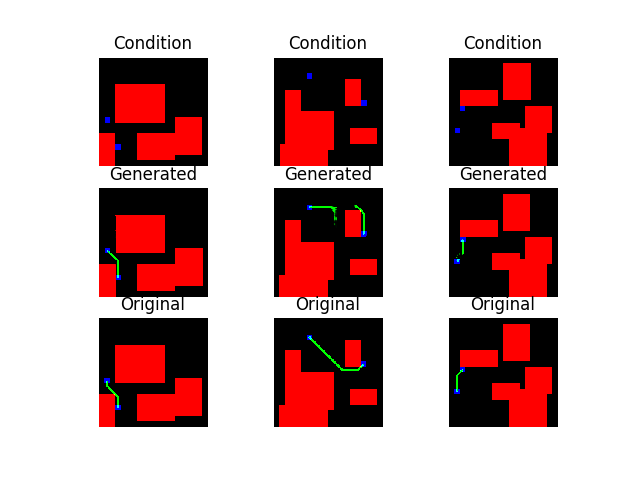 Condition Condition Condition
Generated Generated Generated
Original Original Original